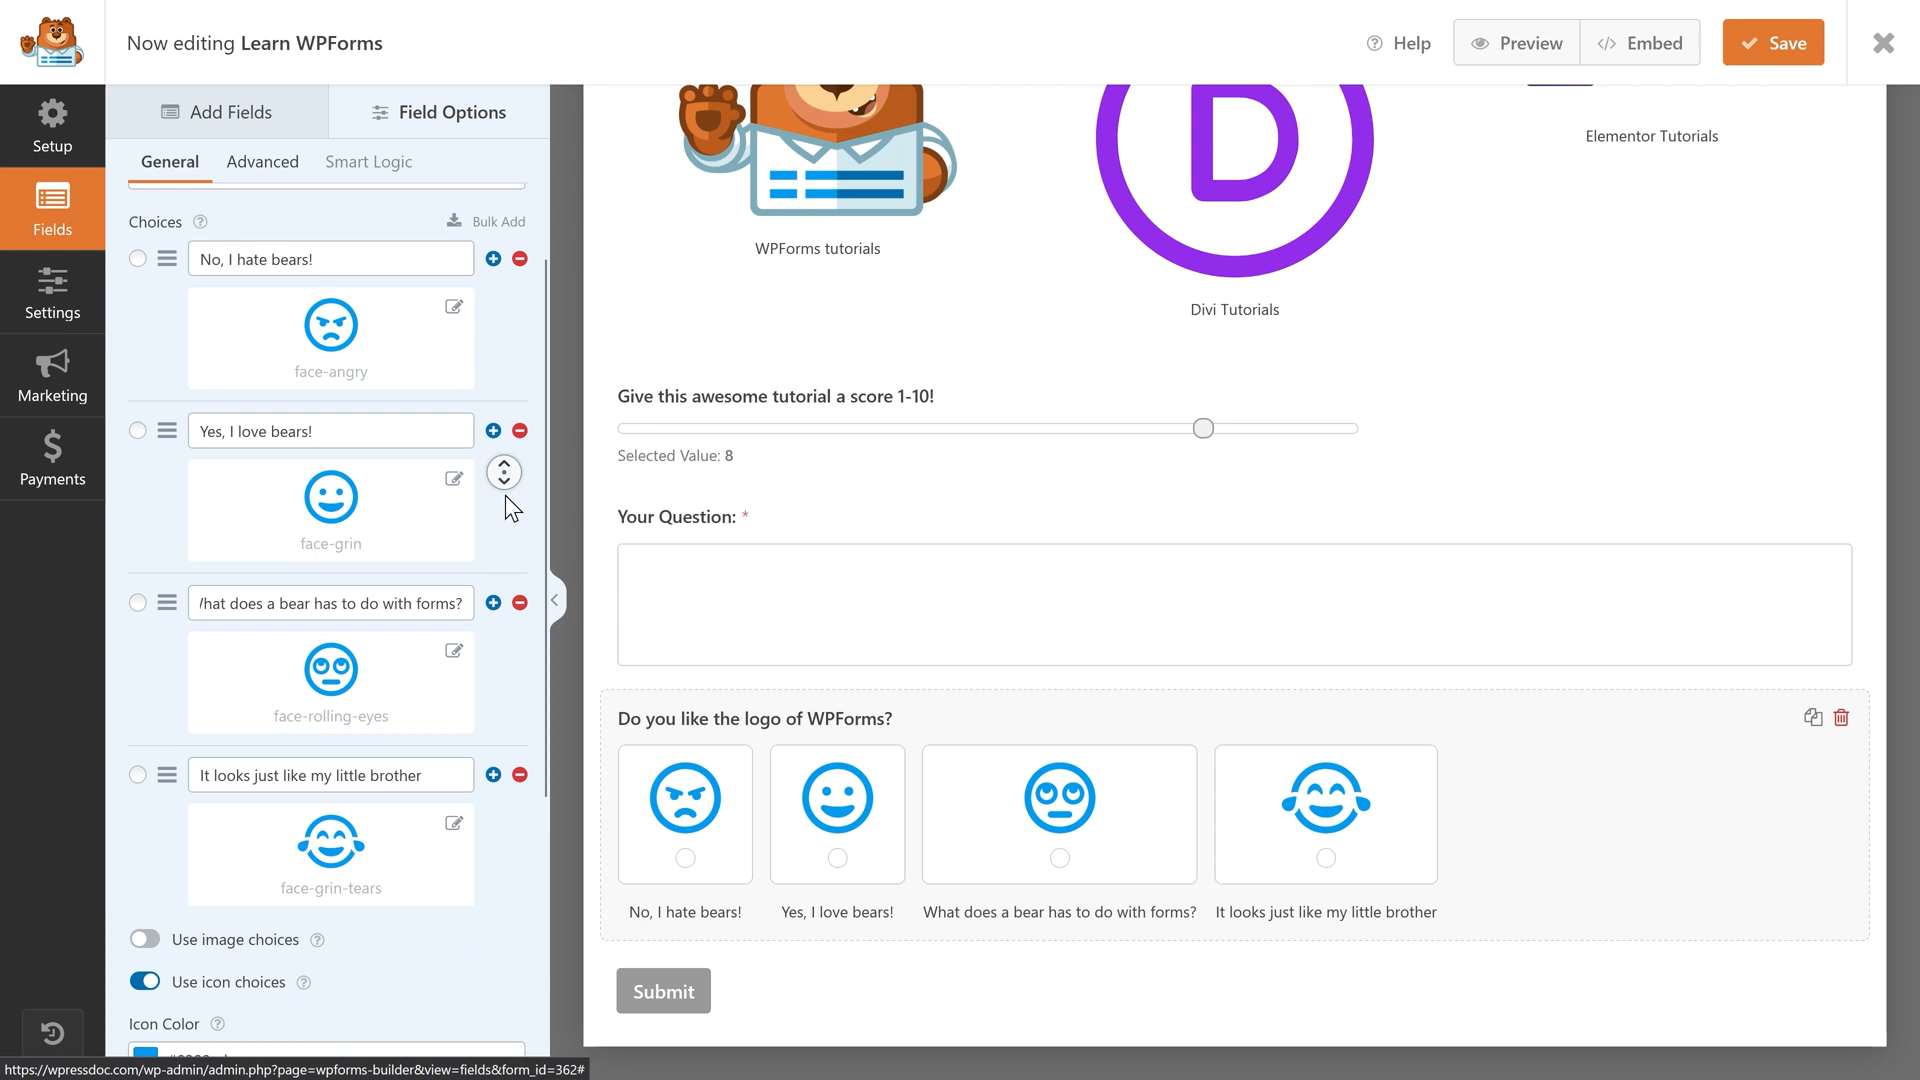 Now editing Learn WPForms
Help
Preview
Embed
Save
Setup
Fields
Settings
Marketing
Payments
Add Fields
Field Options
General
Advanced
Smart Logic
Choices
Bulk Add
No, I hate bears!
face-angry
Yes, I love bears!
face-grin
hat does a bear has to do with forms?
face-rolling-eyes
It looks just like my little brother
face-grin-tears
Use image choices
Use icon choices
Icon Color
WPForms tutorials
Divi Tutorials
Elementor Tutorials
Give this awesome tutorial a score 1-10!
Selected Value: 8
Your Question: *
Do you like the logo of WPForms?
No, I hate bears!
Yes, I love bears!
What does a bear has to do with forms?
It looks just like my little brother
Submit
https://wpressdoc.com/wp-admin/admin.php?page=wpforms-builder&view=fields&form_id=362#